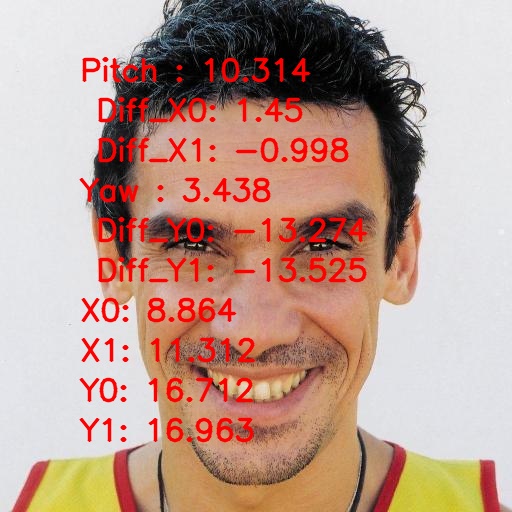 Pitch : 10.314
Diff_X0: 1.45
Diff_X1: -0.998
Yaw : 3.438
Diff_Y0: -13.274
Diff_Y1: -13.525
X0: 8.864
X1: 11.312
Y0: 16.712
Y1: 16.963